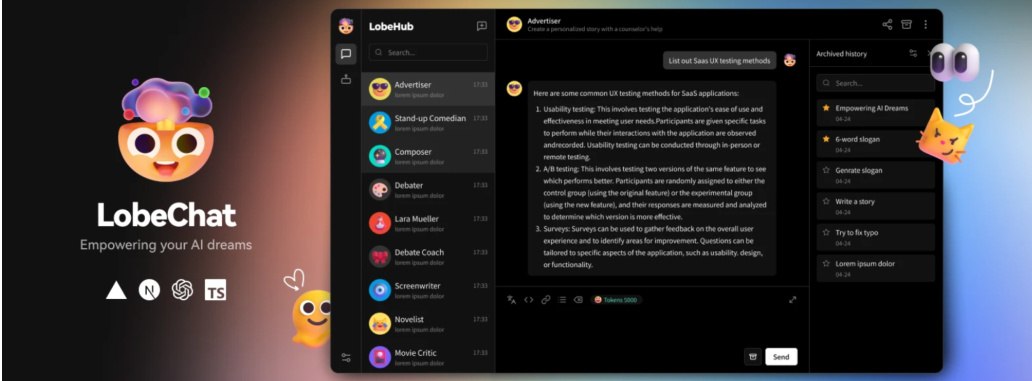 LobeChat
Empowering your AI dreams
N
TS
LobeHub
Search...
Advertiser
17:33
lorem ipsum dolor
Stand-up Comedian
17:33
lorem ipsum dolor
Composer
17:33
lorem ipsum dolor
Debater
17:33
lorem ipsum dolor
Lara Mueller
17:33
lorem ipsum dolor
Debate Coach
17:33
lorem ipsum dolor
Screenwriter
17:33
lorem ipsum dolor
Novelist
17:33
lorem ipsum dolor
Movie Critic
17:33
lorem ipsum dolor
Advertiser
Create a personalized story with a counselor's help
List out Saas UX testing methods
Here are some common UX testing methods for SaaS applications:
1. Usability testing: This involves testing the application's ease of use and
effectiveness in meeting user needs.Participants are given specific tasks
to perform while their interactions with the application are observed
andrecorded. Usability testing can be conducted through in-person or
remote testing.
2. A/B testing: This involves testing two versions of the same feature to see
which performs better. Participants are randomly assigned to either the
control group (using the original feature) or the experimental group
(using the new feature), and their responses are measured and analyzed
to determine which version is more effective.
3. Surveys: Surveys can be used to gather feedback on the overall user
experience and to identify areas for improvement. Questions can be
tailored to specific aspects of the application, such as usability. design,
or functionality.
Tokens 5000
Send
Archived history
Search...
Empowering AI Dreams
04-24
6-word slogan
04-24
Genrate slogan
04-24
Write a story
04-24
Try to fix typo
04-24
Lorem ipsum dolor
04-24